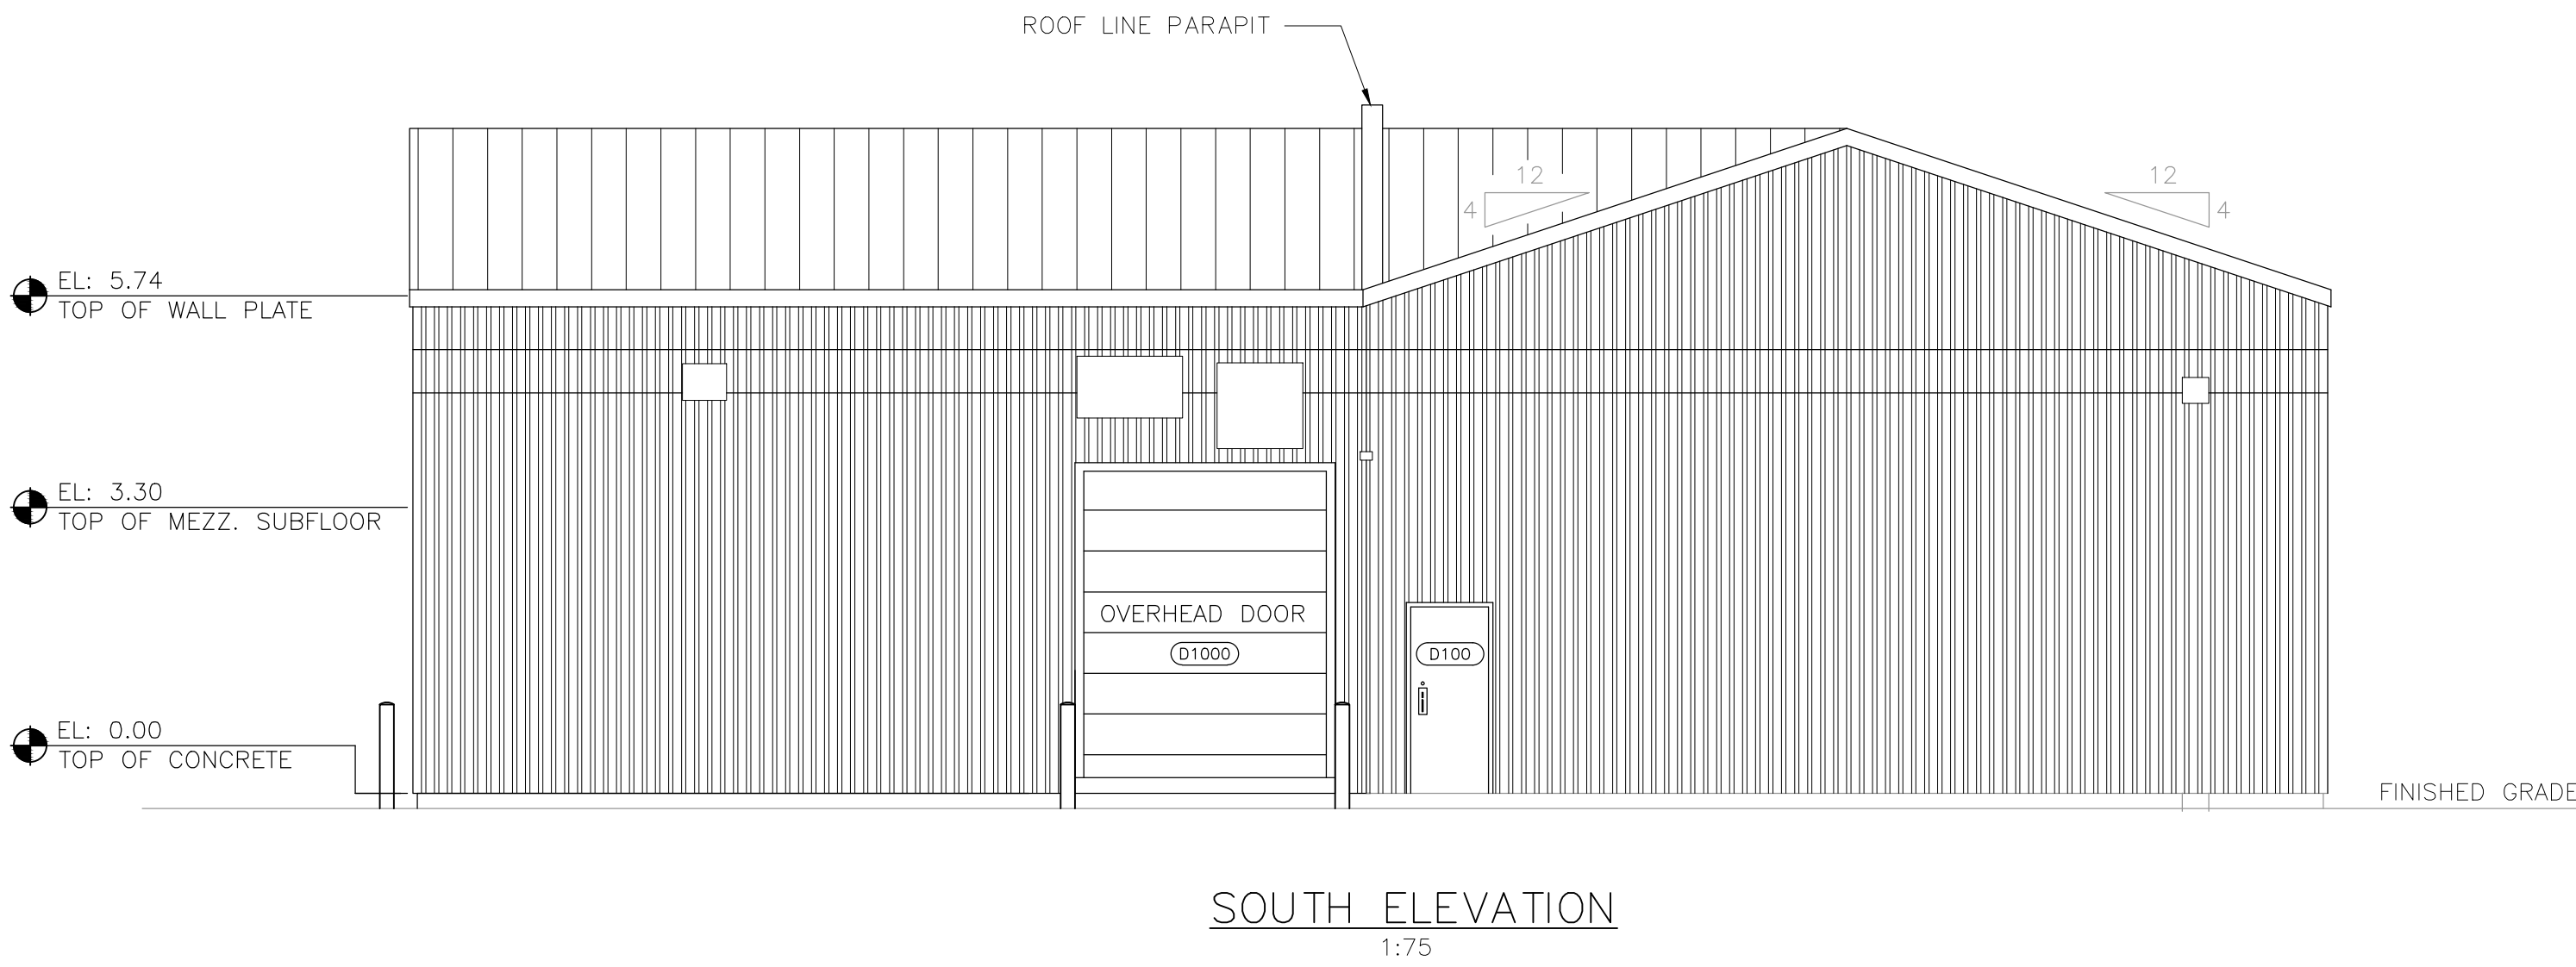 ROOF LINE PARAPIT
12
4
12
4
EL: 5.74
TOP OF WALL PLATE
EL: 3.30
TOP OF MEZZ. SUBFLOOR
OVERHEAD DOOR
D1000
D100
EL: 0.00
TOP OF CONCRETE
FINISHED GRADE
SOUTH ELEVATION
1:75